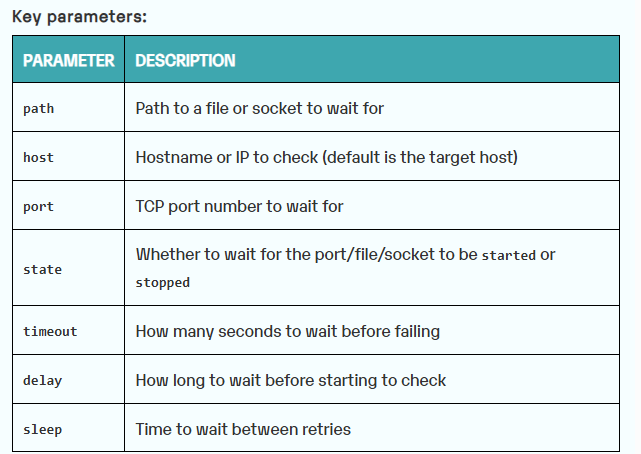 Key parameters:
PARAMETER DESCRIPTION
path Path to a file or socket to wait for
host Hostname or IP to check (default is the target host)
port TCP port number to wait for
state Whether to wait for the port/file/socket to be started or
stopped
timeout How many seconds to wait before failing
delay How long to wait before starting to check
sleep Time to wait between retries